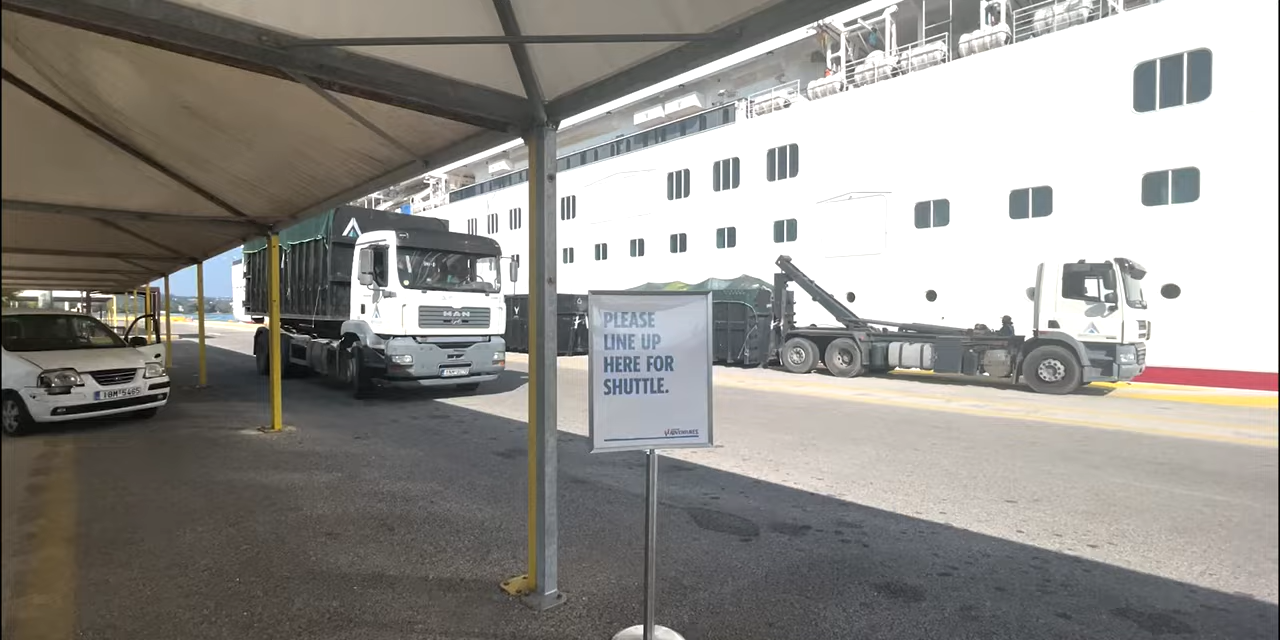 PLEASE
LINE UP
HERE FOR
SHUTTLE.
MAN